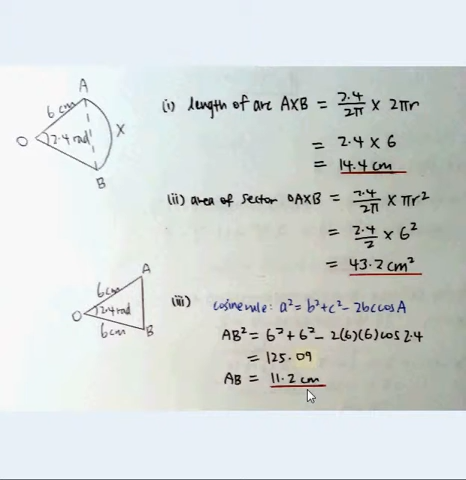 A
6 cm
O
2.4 rad
X
B
(i) length of arc AXB = 2.4/2π × 2πr
= 2.4 × 6
= 14.4 cm
(ii) area of sector OAXB = 2.4/2π × πr²
= 2.4/2 × 6²
= 43.2 cm²
A
6cm
O
2.4 rad
6cm
B
(iii) cosine rule: a² = b² + c² - 2bc cos A
AB² = 6² + 6² - 2(6)(6) cos 2.4
= 125.09
AB = 11.2 cm